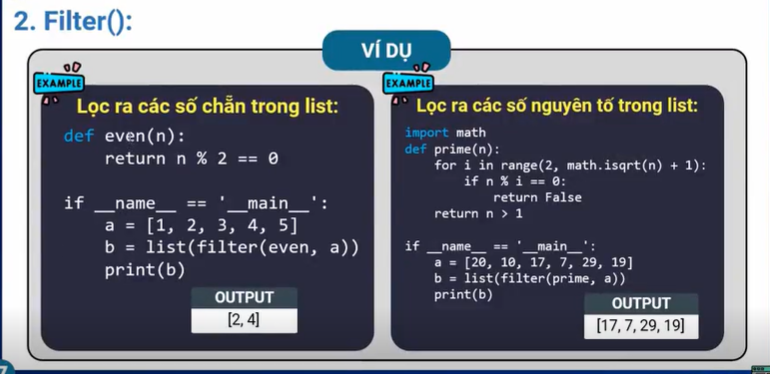 2. Filter():
VÍ DỤ
EXAMPLE
Lọc ra các số chẵn trong list:
def even(n):
    return n % 2 == 0
if __name__ == '__main__':
    a = [1, 2, 3, 4, 5]
    b = list(filter(even, a))
    print(b)
OUTPUT
[2, 4]
EXAMPLE
Lọc ra các số nguyên tố trong list:
import math
def prime(n):
    for i in range(2, math.isqrt(n) + 1):
        if n % i == 0:
            return False
    return n > 1
if __name__ == '__main__':
    a = [20, 10, 17, 7, 29, 19]
    b = list(filter(prime, a))
    print(b)
OUTPUT
[17, 7, 29, 19]
7